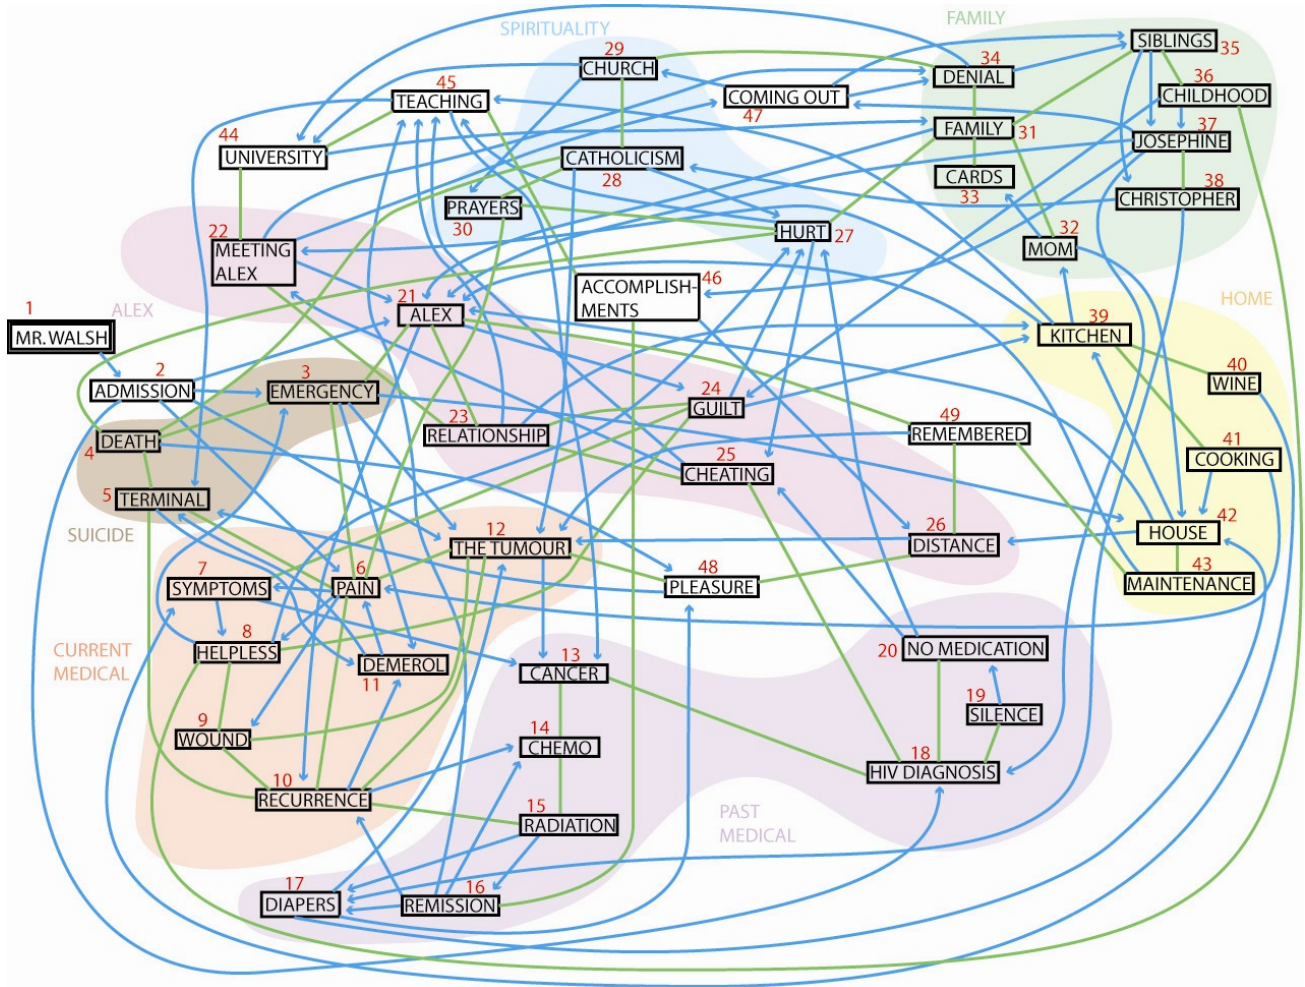 FAMILY
SPIRITUALITY
SIBLINGS
35
29
CHURCH
34
DENIAL
36
CHILDHOOD
45
TEACHING
COMING OUT
47
44
UNIVERSITY
FAMILY
31
37
JOSEPHINE
CATHOLICISM
28
CARDS
33
38
CHRISTOPHER
PRAYERS
30
HURT
27
32
MOM
22
MEETING
ALEX
46
ACCOMPLISH-
MENTS
1
MR. WALSH
ALEX
21
ALEX
HOME
39
KITCHEN
2
ADMISSION
3
EMERGENCY
40
WINE
24
GUILT
4
DEATH
23
RELATIONSHIP
49
REMEMBERED
41
COOKING
25
CHEATING
5
TERMINAL
SUICIDE
12
THE TUMOUR
26
DISTANCE
42
HOUSE
7
SYMPTOMS
6
PAIN
48
PLEASURE
43
MAINTENANCE
CURRENT
MEDICAL
8
HELPLESS
11
DEMEROL
13
CANCER
20
NO MEDICATION
19
SILENCE
9
WOUND
14
CHEMO
18
HIV DIAGNOSIS
10
RECURRENCE
15
RADIATION
PAST
MEDICAL
17
DIAPERS
16
REMISSION